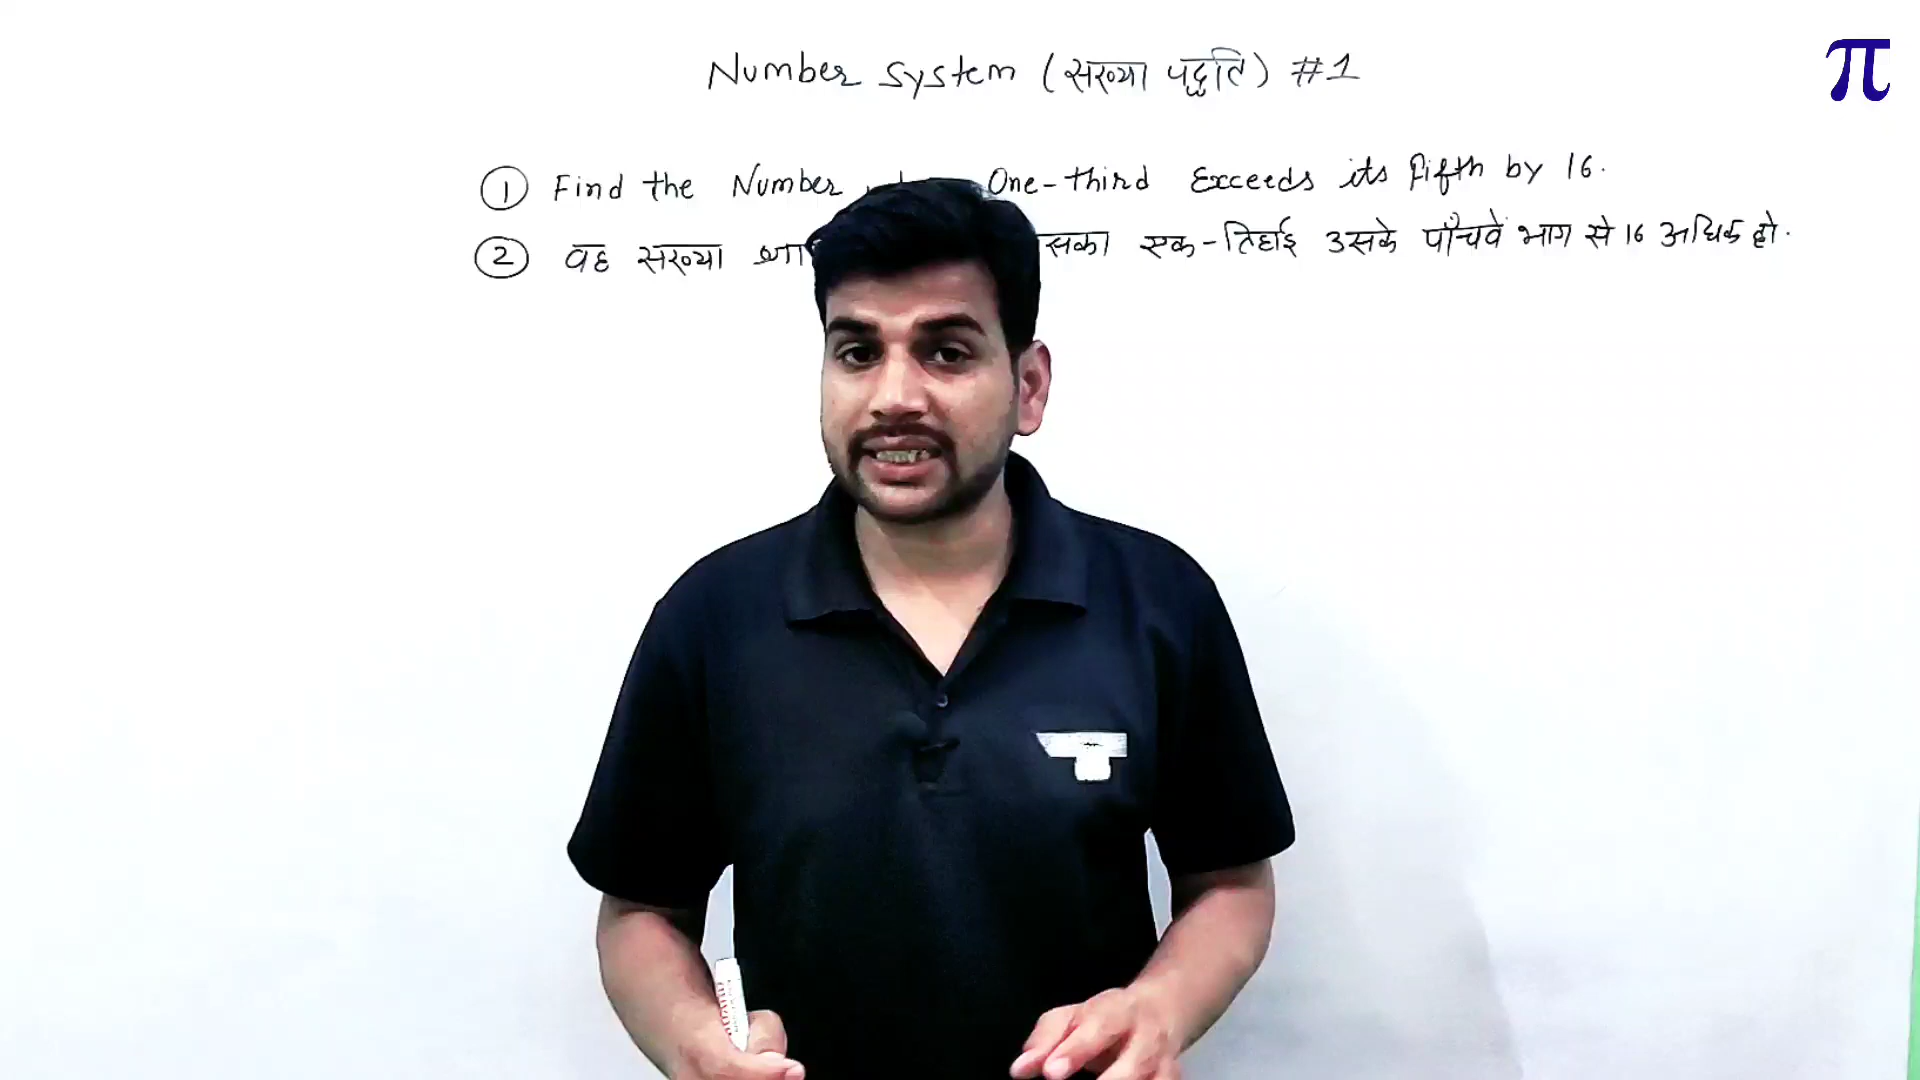 Number System (संख्या पद्धति) #1
π
① Find the Number One-third Exceeds its fifth by 16.
② वह संख्या एक-तिहाई उसके पाँचवें भाग से 16 अधिक हो.